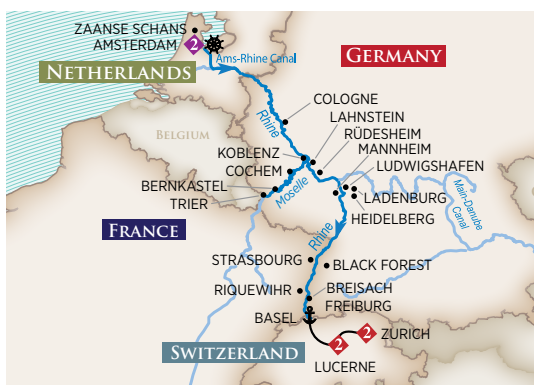 ZAANSE SCHANS
AMSTERDAM
2
NETHERLANDS
Ams-Rhine Canal
GERMANY
COLOGNE
LAHNSTEIN
RÜDESHEIM
MANNHEIM
LUDWIGSHAFEN
Rhine
BELGIUM
KOBLENZ
COCHEM
BERNKASTEL
TRIER
Moselle
LADENBURG
HEIDELBERG
Main-Danube
Canal
FRANCE
Rhine
STRASBOURG
BLACK FOREST
RIQUEWIHR
BREISACH
FREIBURG
BASEL
2
ZURICH
2
SWITZERLAND
LUCERNE